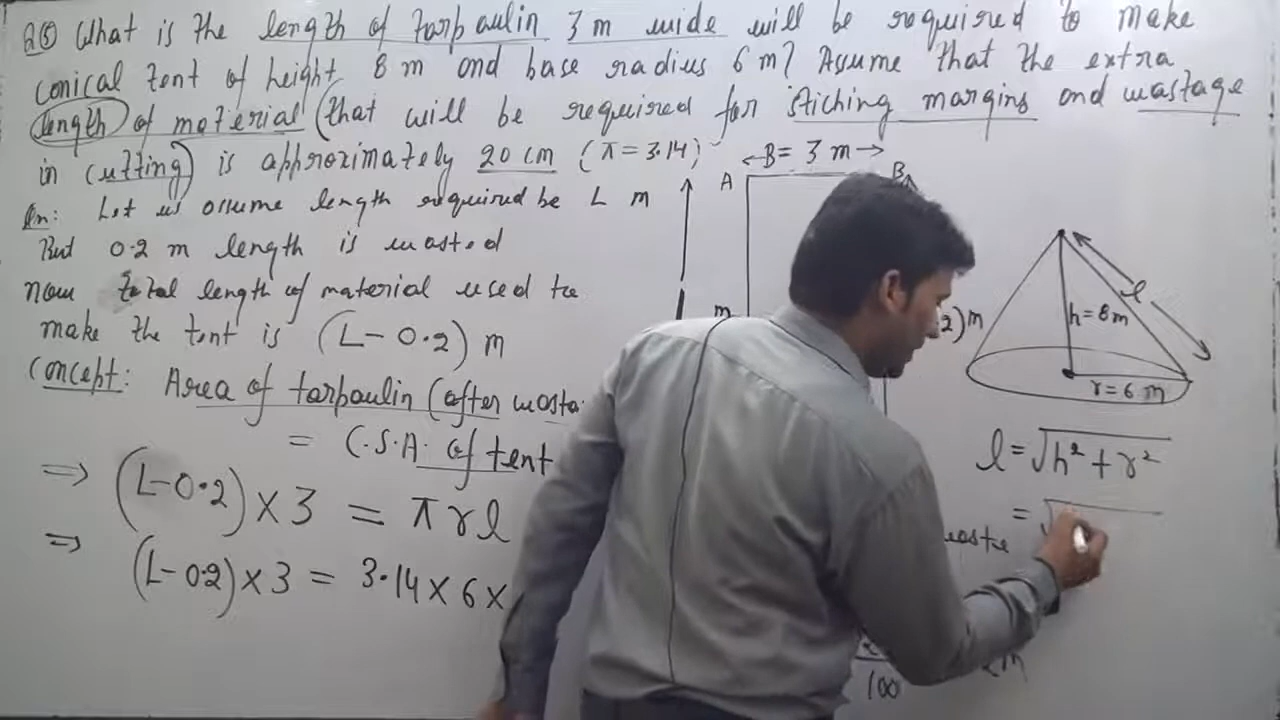 Q5 What is the length of tarpaulin 3 m wide will be required to make
conical tent of height 8 m and base radius 6 m? Assume that the extra
length of material (that will be required for stiching margins and wastage
in cutting) is approximately 20 cm (π = 3.14)
Let us assume length required be L m
But 0.2 m length is wasted
now total length of material used to
make the tent is (L - 0.2) m
Concept: Area of tarpaulin (after
= C.S.A. of tent
⇒ (L-0.2) × 3 = π r l
⇒ (L-0.2) × 3 = 3.14 × 6 ×
B = 3 m
A
B
m
2) m
l
h = 8 m
r = 6 m
l = √h² + r²
= √
100